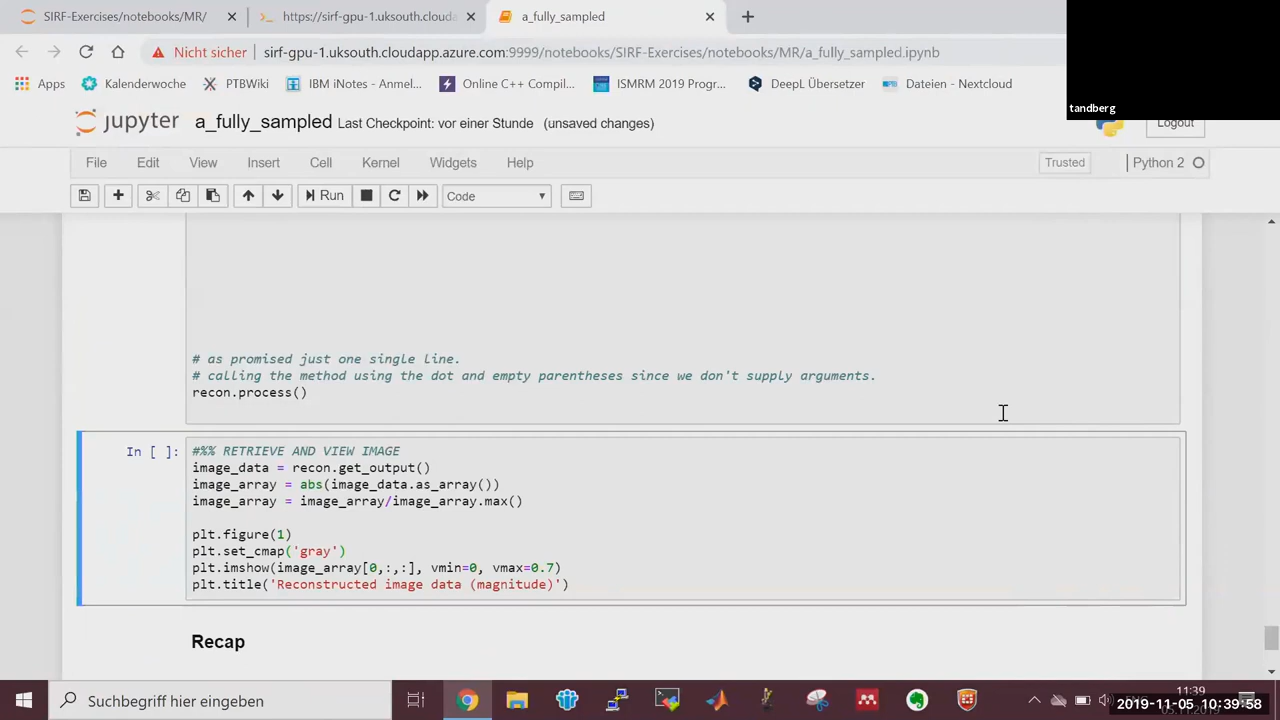 SIRF-Exercises/notebooks/MR/
https://sirf-gpu-1.uksouth.clouda
a_fully_sampled
Nicht sicher
sirf-gpu-1.uksouth.cloudapp.azure.com:9999/notebooks/SIRF-Exercises/notebooks/MR/a_fully_sampled.ipynb
Apps
Kalenderwoche
PTBWiki
IBM iNotes - Anmel...
Online C++ Compil...
ISMRM 2019 Progr...
DeepL Übersetzer
Dateien - Nextcloud
tandberg
jupyter
a_fully_sampled Last Checkpoint: vor einer Stunde (unsaved changes)
Logout
File Edit View Insert Cell Kernel Widgets Help
Trusted
Python 2
Run
Code
# as promised just one single line.
# calling the method using the dot and empty parentheses since we don't supply arguments.
recon.process()
In [ ]:
#%% RETRIEVE AND VIEW IMAGE
image_data = recon.get_output()
image_array = abs(image_data.as_array())
image_array = image_array/image_array.max()
plt.figure(1)
plt.set_cmap('gray')
plt.imshow(image_array[0,:,:], vmin=0, vmax=0.7)
plt.title('Reconstructed image data (magnitude)')
Recap
Suchbegriff hier eingeben
11:39
2019-11-05 10:39:58